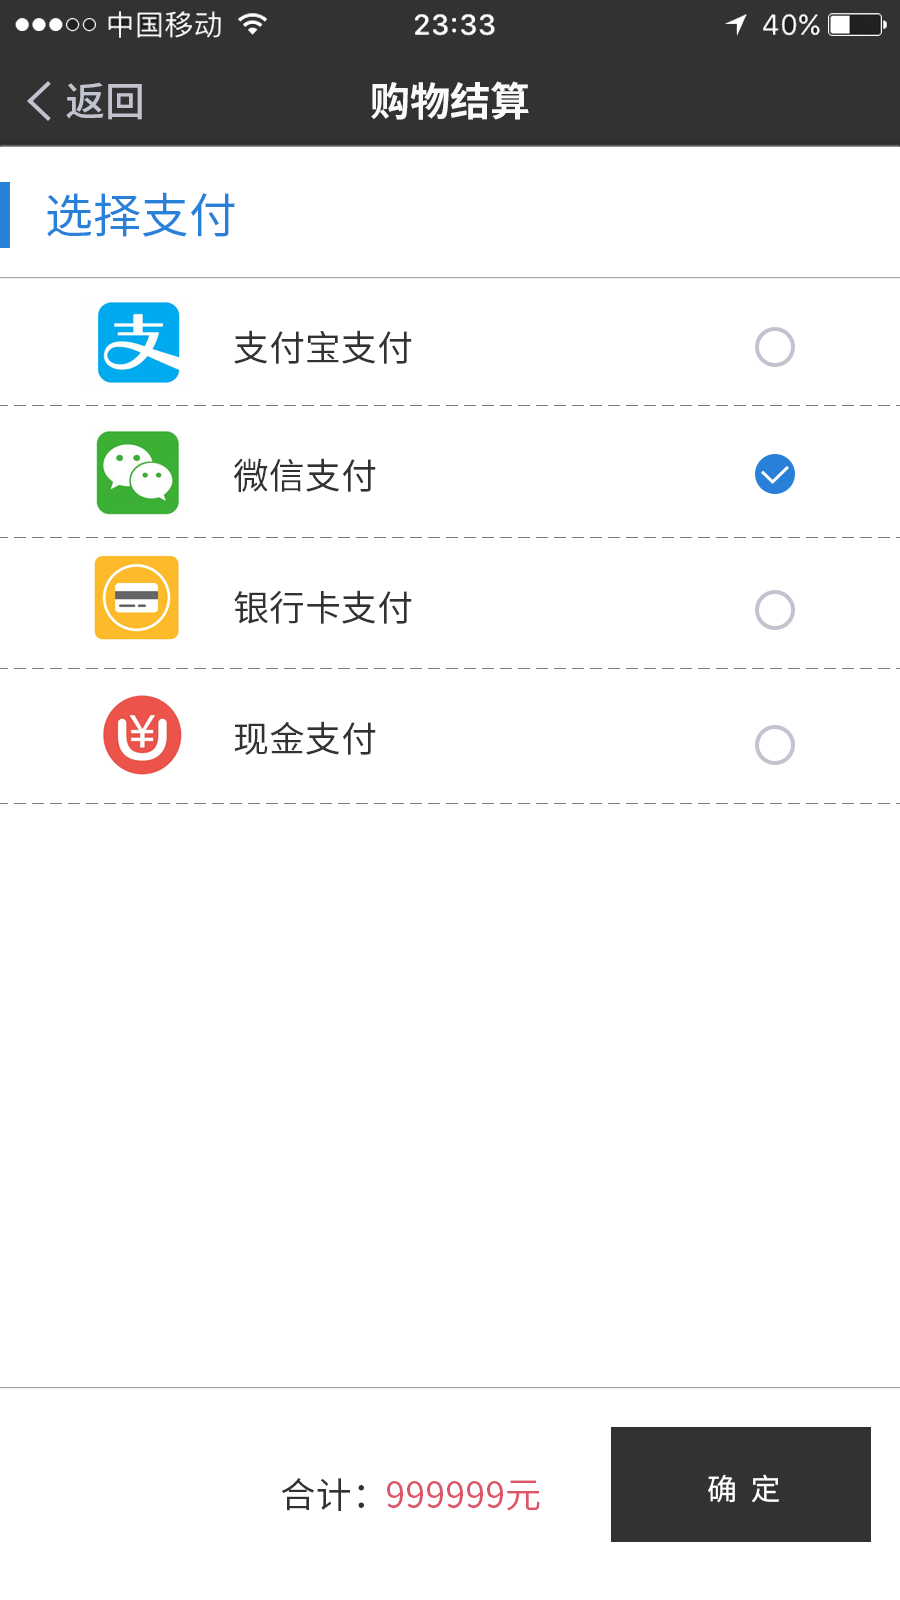 中国移动 23:33 40%
返回 购物结算
选择支付
支付宝支付
微信支付
银行卡支付
现金支付
合计：999999元
确 定